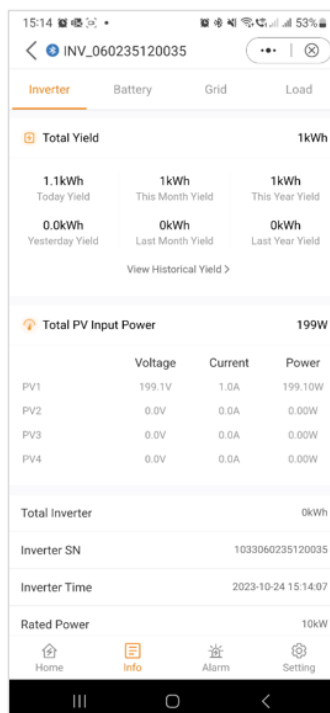 15:14 53%
INV_060235120035
Inverter Battery Grid Load
Total Yield 1kWh
1.1kWh 1kWh 1kWh
Today Yield This Month Yield This Year Yield
0.0kWh 0kWh 0kWh
Yesterday Yield Last Month Yield Last Year Yield
View Historical Yield >
Total PV Input Power 199W
Voltage Current Power
PV1 199.1V 1.0A 199.10W
PV2 0.0V 0.0A 0.00W
PV3 0.0V 0.0A 0.00W
PV4 0.0V 0.0A 0.00W
Total Inverter 0kWh
Inverter SN 1033060235120035
Inverter Time 2023-10-24 15:14:07
Rated Power 10kW
Home Info Alarm Setting